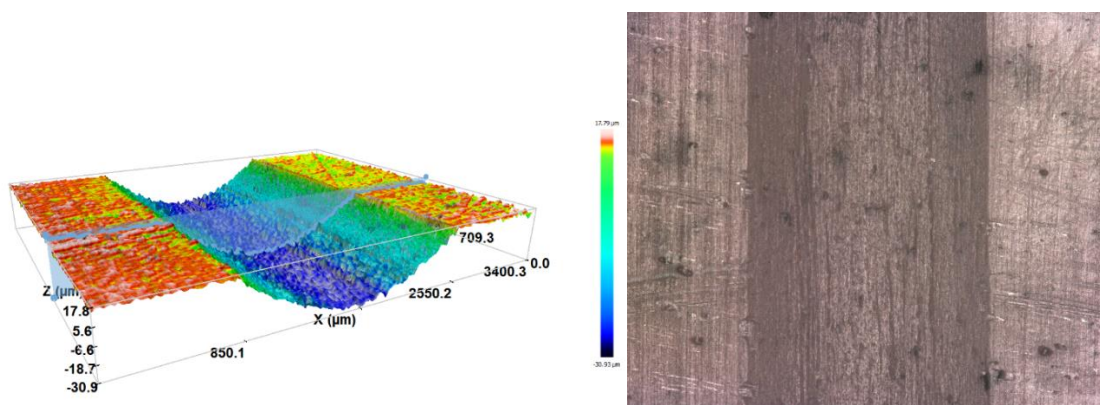 709.3
0.0
3400.3
2550.2
X (µm)
850.1
Z (µm)
17.8
5.6
-6.6
-18.7
-30.9
17.79 µm
-30.93 µm